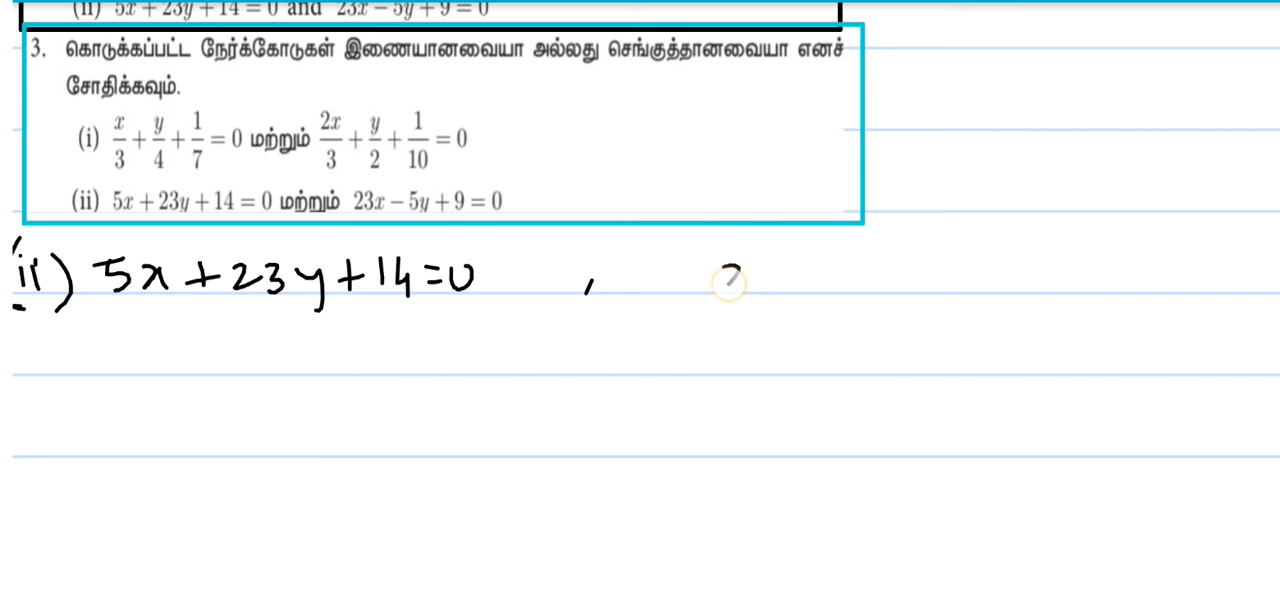 (ii) 5x + 23y + 14 = 0 and 23x − 5y + 9 = 0
3. கொடுக்கப்பட்ட நேர்க்கோடுகள் இணையானவையா அல்லது செங்குத்தானவையா எனச்
சோதிக்கவும்.
(i) x/3 + y/4 + 1/7 = 0 மற்றும் 2x/3 + y/2 + 1/10 = 0
(ii) 5x + 23y + 14 = 0 மற்றும் 23x − 5y + 9 = 0
(ii) 5x + 23y + 14 = 0 , 2